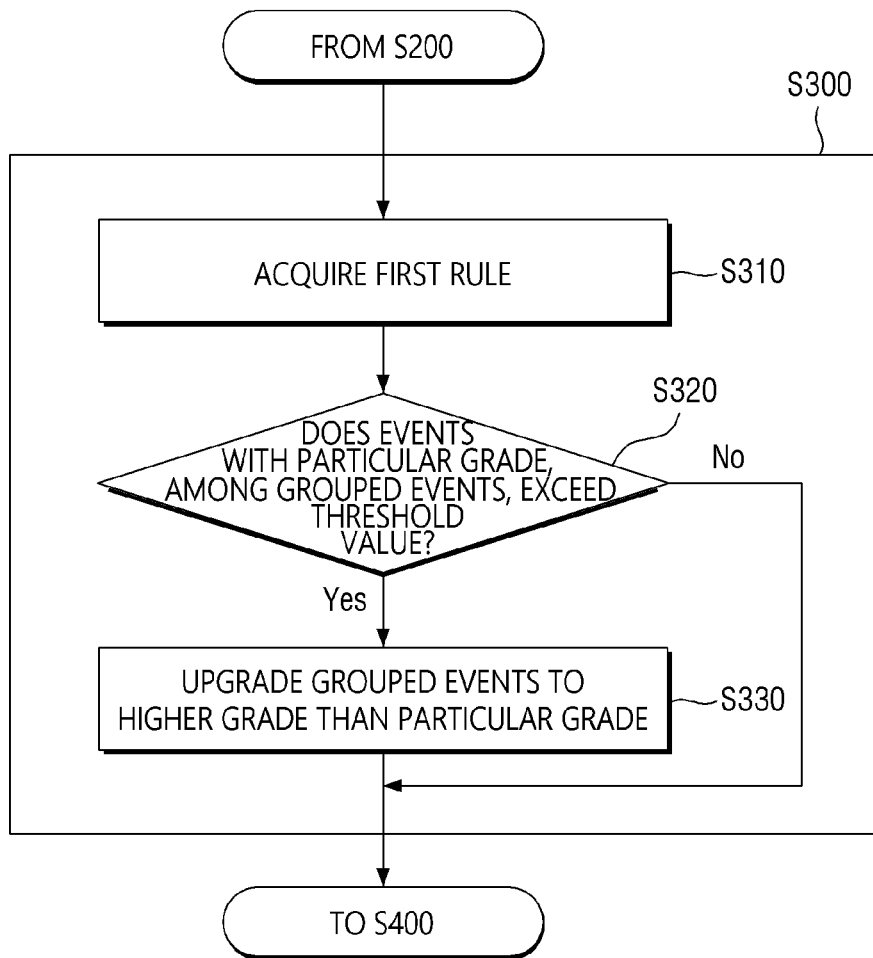 FROM S200
S300
ACQUIRE FIRST RULE
S310
S320
DOES EVENTS
WITH PARTICULAR GRADE,
AMONG GROUPED EVENTS, EXCEED
THRESHOLD
VALUE?
No
Yes
UPGRADE GROUPED EVENTS TO
HIGHER GRADE THAN PARTICULAR GRADE
S330
TO S400